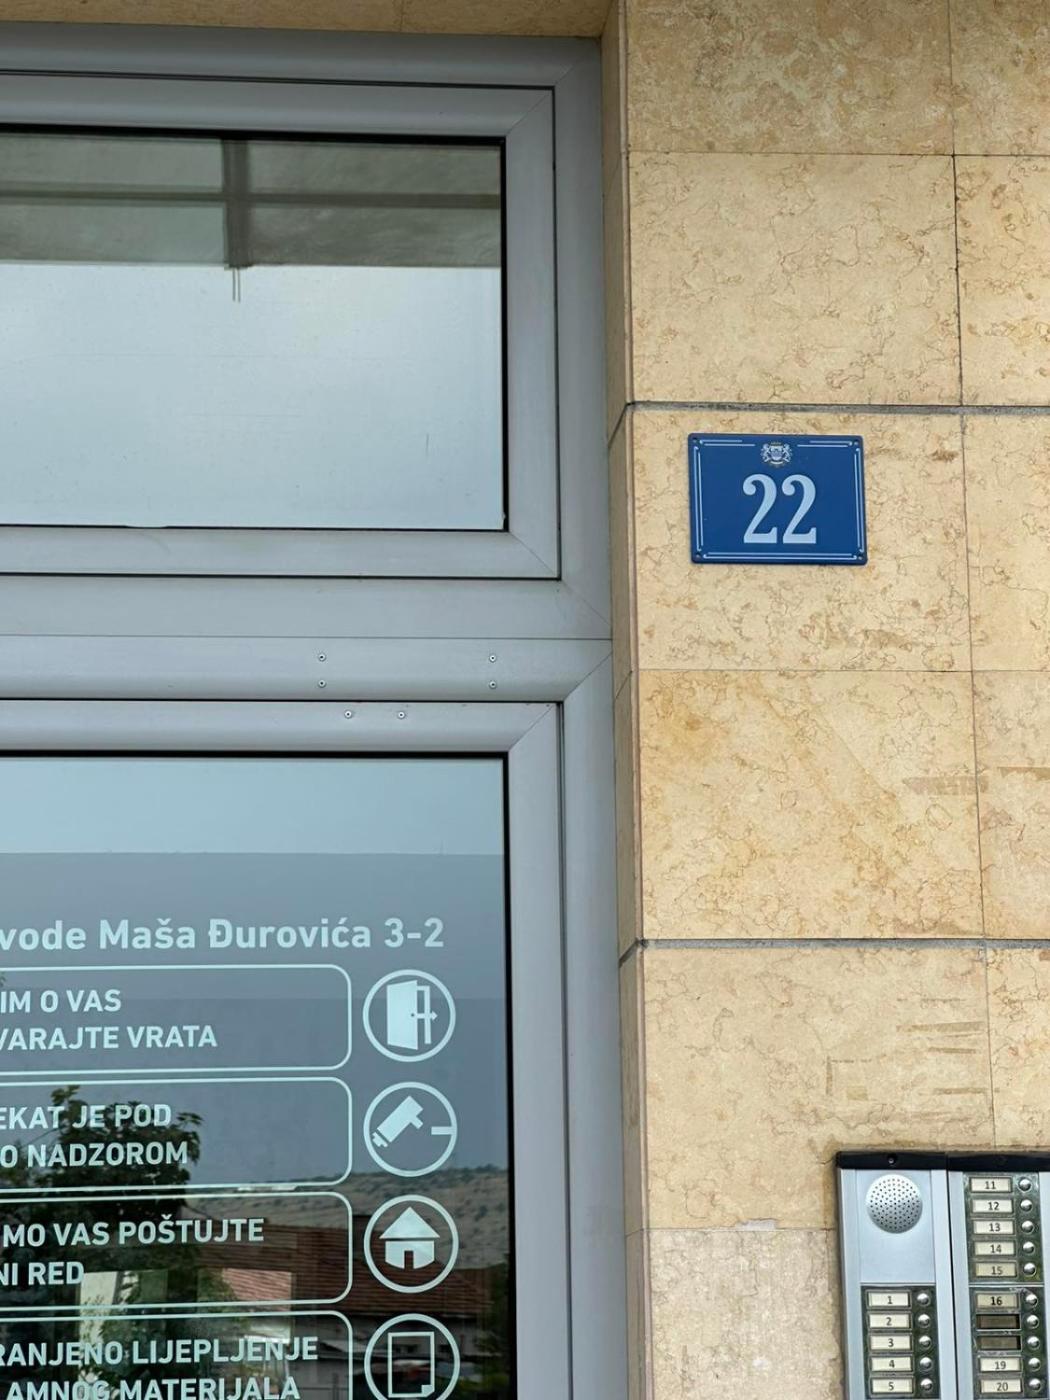 22
vode Maša Đurovića 3-2
IM O VAS
VARAJTE VRATA
EKAT JE POD
O NADZOROM
MO VAS POŠTUJTE
NI RED
RANJENO LIJEPLJENJE
AMNOG MATERIJALA
11
12
13
14
15
16
19
20
1
2
3
4
5